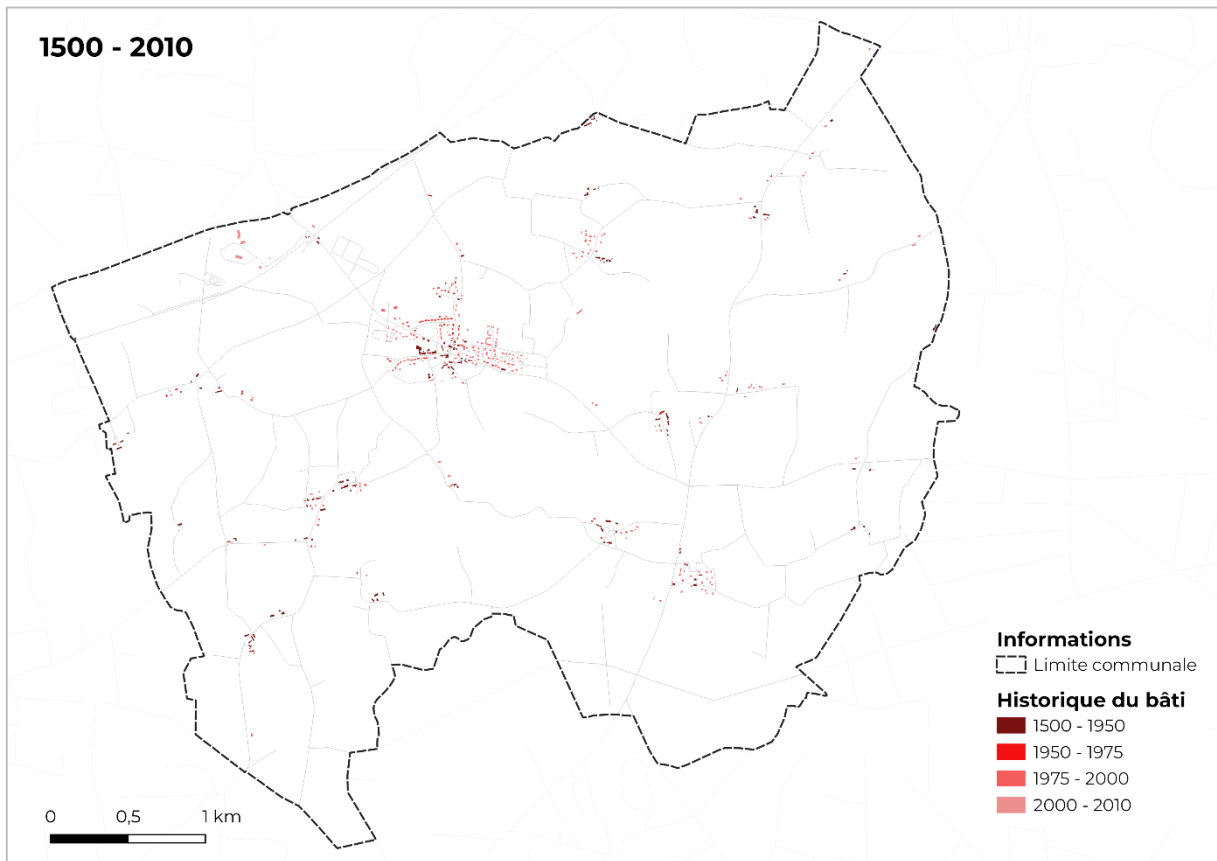 1500 - 2010
Informations
Limite communale
Historique du bâti
1500 - 1950
1950 - 1975
1975 - 2000
2000 - 2010
0 0,5 1 km